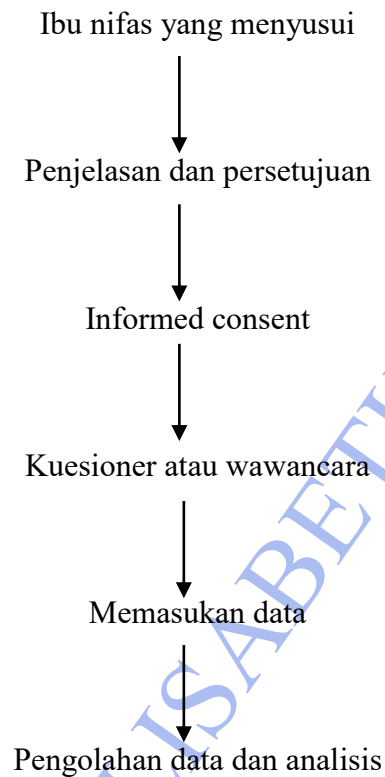 Ibu nifas yang menyusui
Penjelasan dan persetujuan
Informed consent
Kuesioner atau wawancara
Memasukan data
Pengolahan data dan analisis